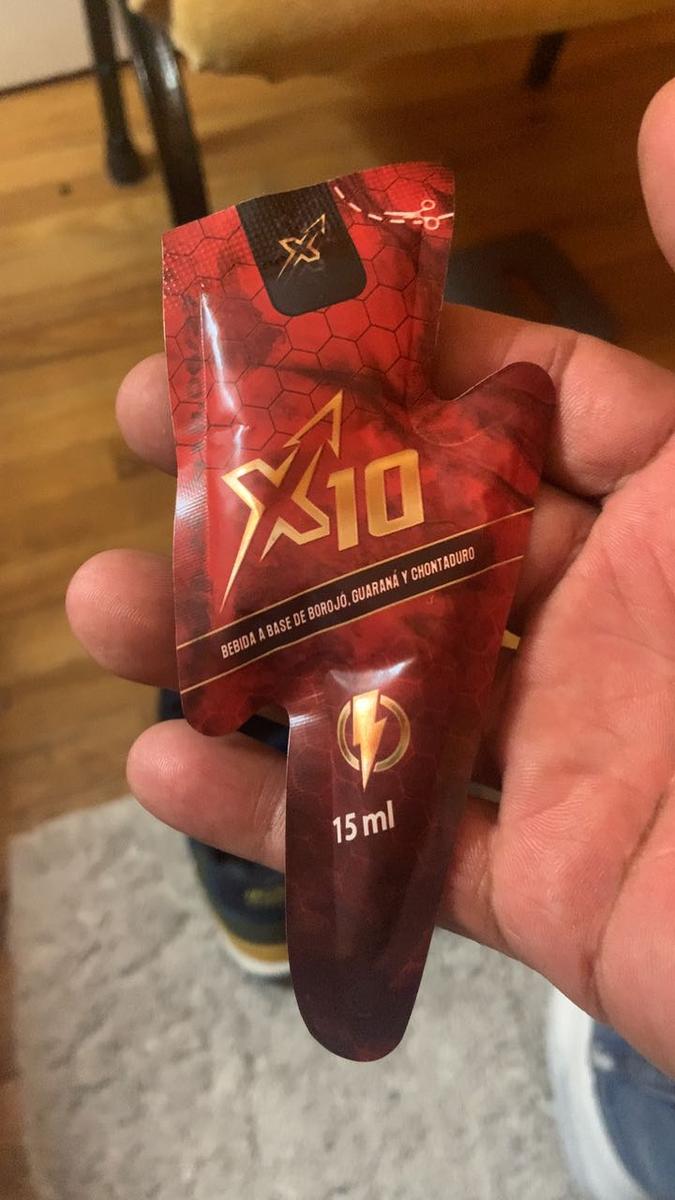 X
X10
BEBIDA A BASE DE BOROJÓ, GUARANÁ Y CHONTADURO
15 ml